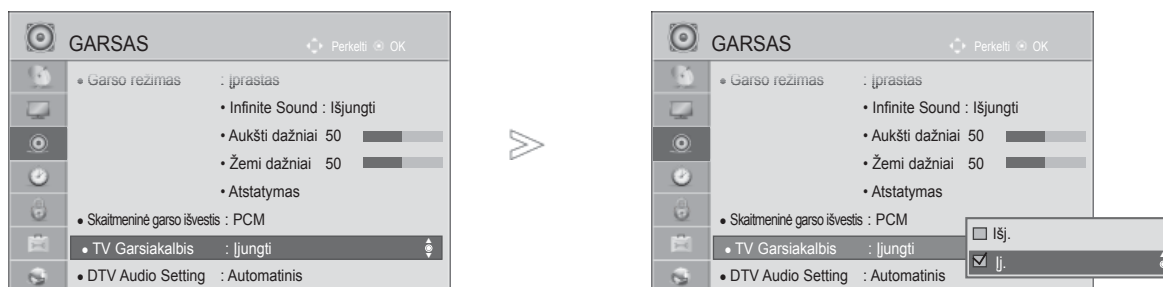 GARSAS
Perkelti OK
• Garso režimas : Įprastas
• Infinite Sound : Išjungti
• Aukšti dažniai 50
• Žemi dažniai 50
• Atstatymas
• Skaitmeninė garso išvestis : PCM
• TV Garsiakalbis : Įjungti
• DTV Audio Setting : Automatinis
>
GARSAS
Perkelti OK
• Garso režimas : Įprastas
• Infinite Sound : Išjungti
• Aukšti dažniai 50
• Žemi dažniai 50
• Atstatymas
• Skaitmeninė garso išvestis : PCM
• TV Garsiakalbis : Įjungti
• DTV Audio Setting : Automatinis
Išj.
Įj.